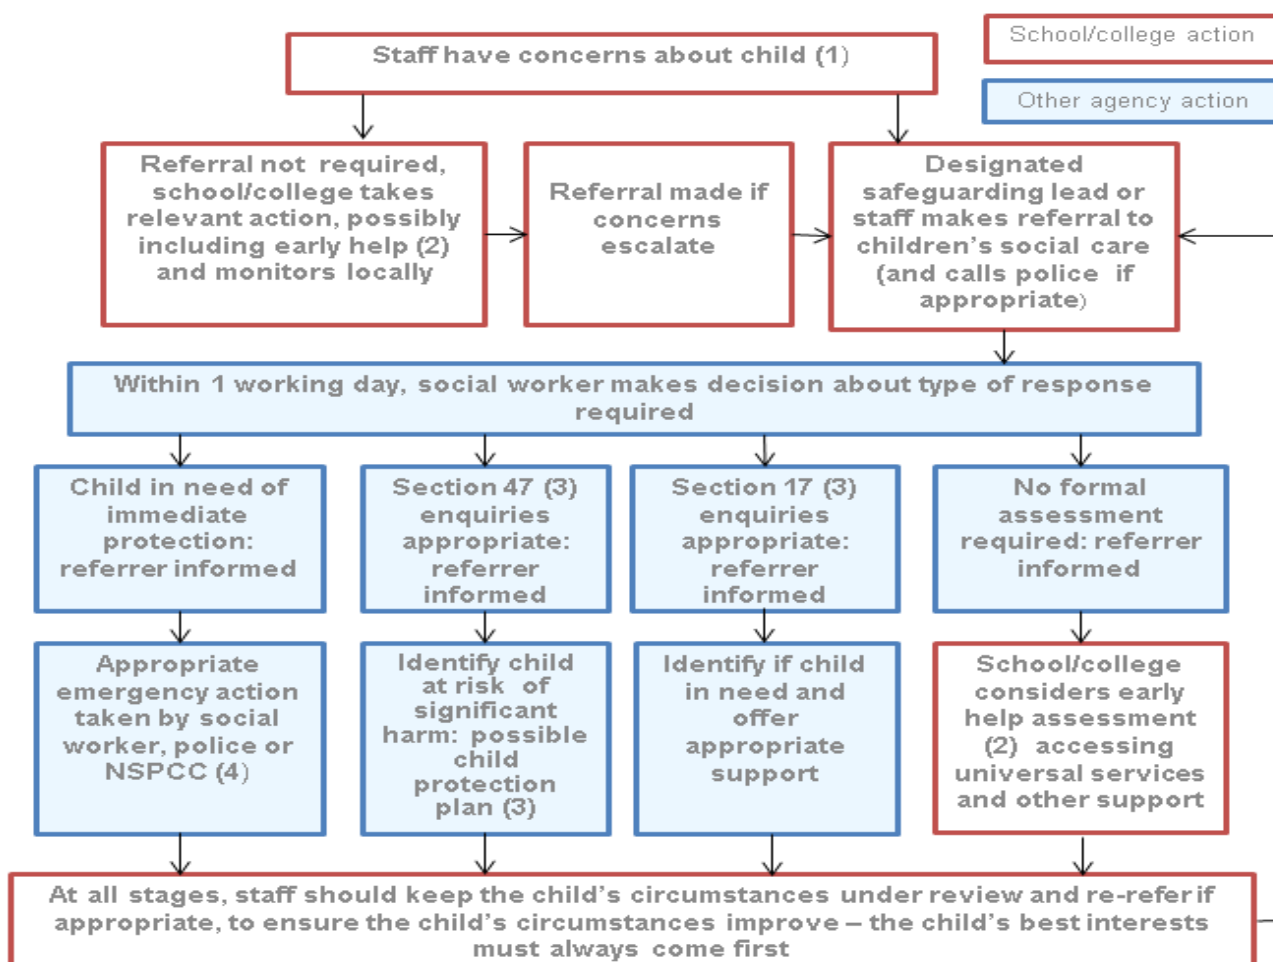 School/college action
Staff have concerns about child (1)
Other agency action
Referral not required,
school/college takes
relevant action, possibly
including early help (2)
and monitors locally
Referral made if
concerns
escalate
Designated
safeguarding lead or
staff makes referral to
children's social care
(and calls police if
appropriate)
Within 1 working day, social worker makes decision about type of response
required
Child in need of
immediate
protection:
referrer informed
Section 47 (3)
enquiries
appropriate:
referrer
informed
Section 17 (3)
enquiries
appropriate:
referrer
informed
No formal
assessment
required: referrer
informed
Appropriate
emergency action
taken by social
worker, police or
NSPCC (4)
Identify child
at risk of
significant
harm: possible
child
protection
plan (3)
Identify if child
in need and
offer
appropriate
support
School/college
considers early
help assessment
(2) accessing
universal services
and other support
At all stages, staff should keep the child's circumstances under review and re-refer if
appropriate, to ensure the child's circumstances improve – the child's best interests
must always come first